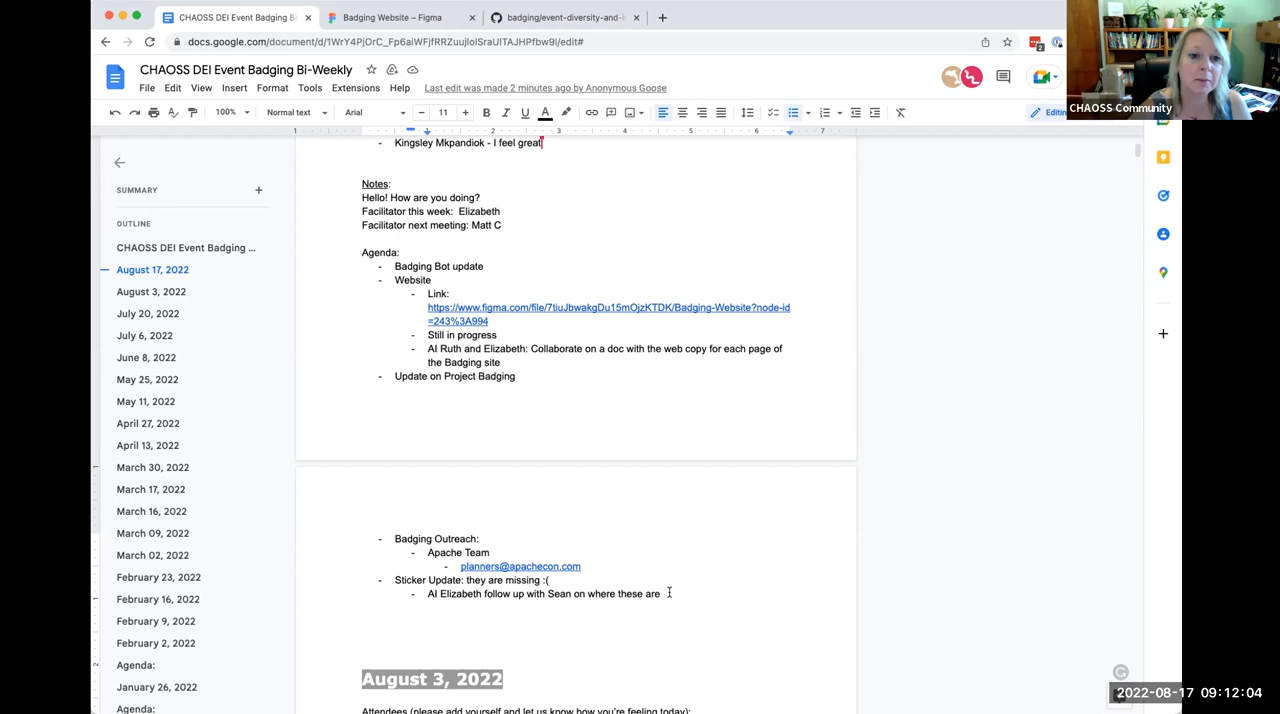 CHAOSS DEI Event Badging Bi
Badging Website – Figma
badging/event-diversity-and-i
docs.google.com/document/d/1WrY4PjOrC_Fp6aiWFjfRRZuujlolSraUlTAJHPfbw9I/edit#
2
CHAOSS DEI Event Badging Bi-Weekly
File Edit View Insert Format Tools Extensions Help Last edit was made 2 minutes ago by Anonymous Goose
CHAOSS Community
100% Normal text Arial 11 B I U A Editin
1 1 2 3 4 5 6 7
- Kingsley Mkpandiok - I feel great
Notes:
Hello! How are you doing?
Facilitator this week: Elizabeth
Facilitator next meeting: Matt C
Agenda:
- Badging Bot update
- Website
- Link:
https://www.figma.com/file/7tiuJbwakgDu15mOjzKTDK/Badging-Website?node-id
=243%3A994
- Still in progress
- AI Ruth and Elizabeth: Collaborate on a doc with the web copy for each page of
the Badging site
- Update on Project Badging
- Badging Outreach:
- Apache Team
- planners@apachecon.com
- Sticker Update: they are missing :(
- AI Elizabeth follow up with Sean on where these are
August 3, 2022
Attendees (please add yourself and let us know how you're feeling today):
SUMMARY
OUTLINE
CHAOSS DEI Event Badging ...
August 17, 2022
August 3, 2022
July 20, 2022
July 6, 2022
June 8, 2022
May 25, 2022
May 11, 2022
April 27, 2022
April 13, 2022
March 30, 2022
March 17, 2022
March 16, 2022
March 09, 2022
March 02, 2022
February 23, 2022
February 16, 2022
February 9, 2022
February 2, 2022
Agenda:
January 26, 2022
Agenda:
2022-08-17 09:12:04